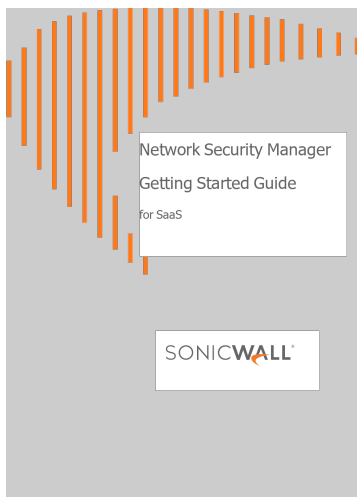 Network Security Manager
Getting Started Guide
for SaaS
SONICWALL®